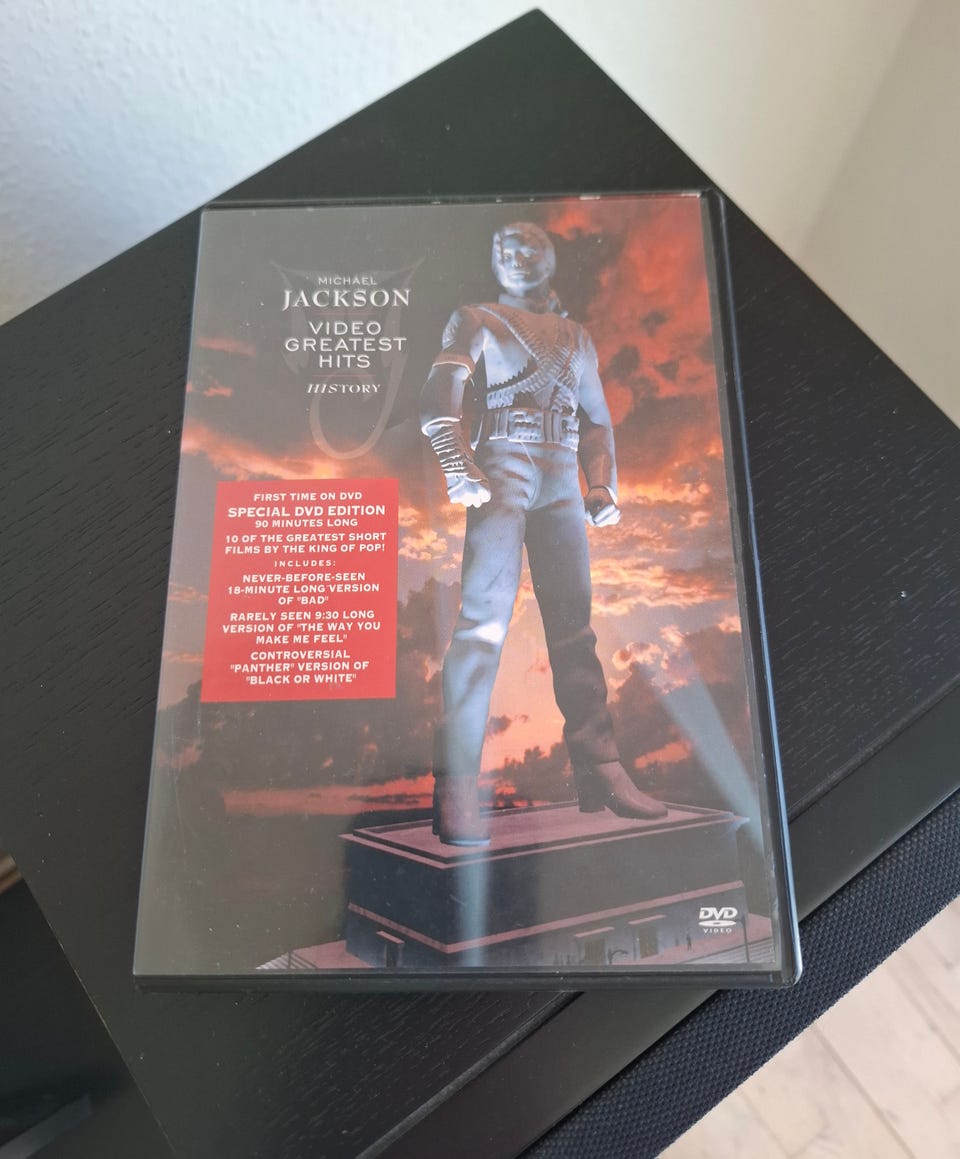 MICHAEL
JACKSON
VIDEO
GREATEST
HITS
HISTORY
FIRST TIME ON DVD
SPECIAL DVD EDITION
90 MINUTES LONG
10 OF THE GREATEST SHORT
FILMS BY THE KING OF POP!
INCLUDES:
NEVER-BEFORE-SEEN
18-MINUTE LONG VERSION
OF "BAD"
RARELY SEEN 9:30 LONG
VERSION OF "THE WAY YOU
MAKE ME FEEL"
CONTROVERSIAL
"PANTHER" VERSION OF
"BLACK OR WHITE"
DVD
VIDEO